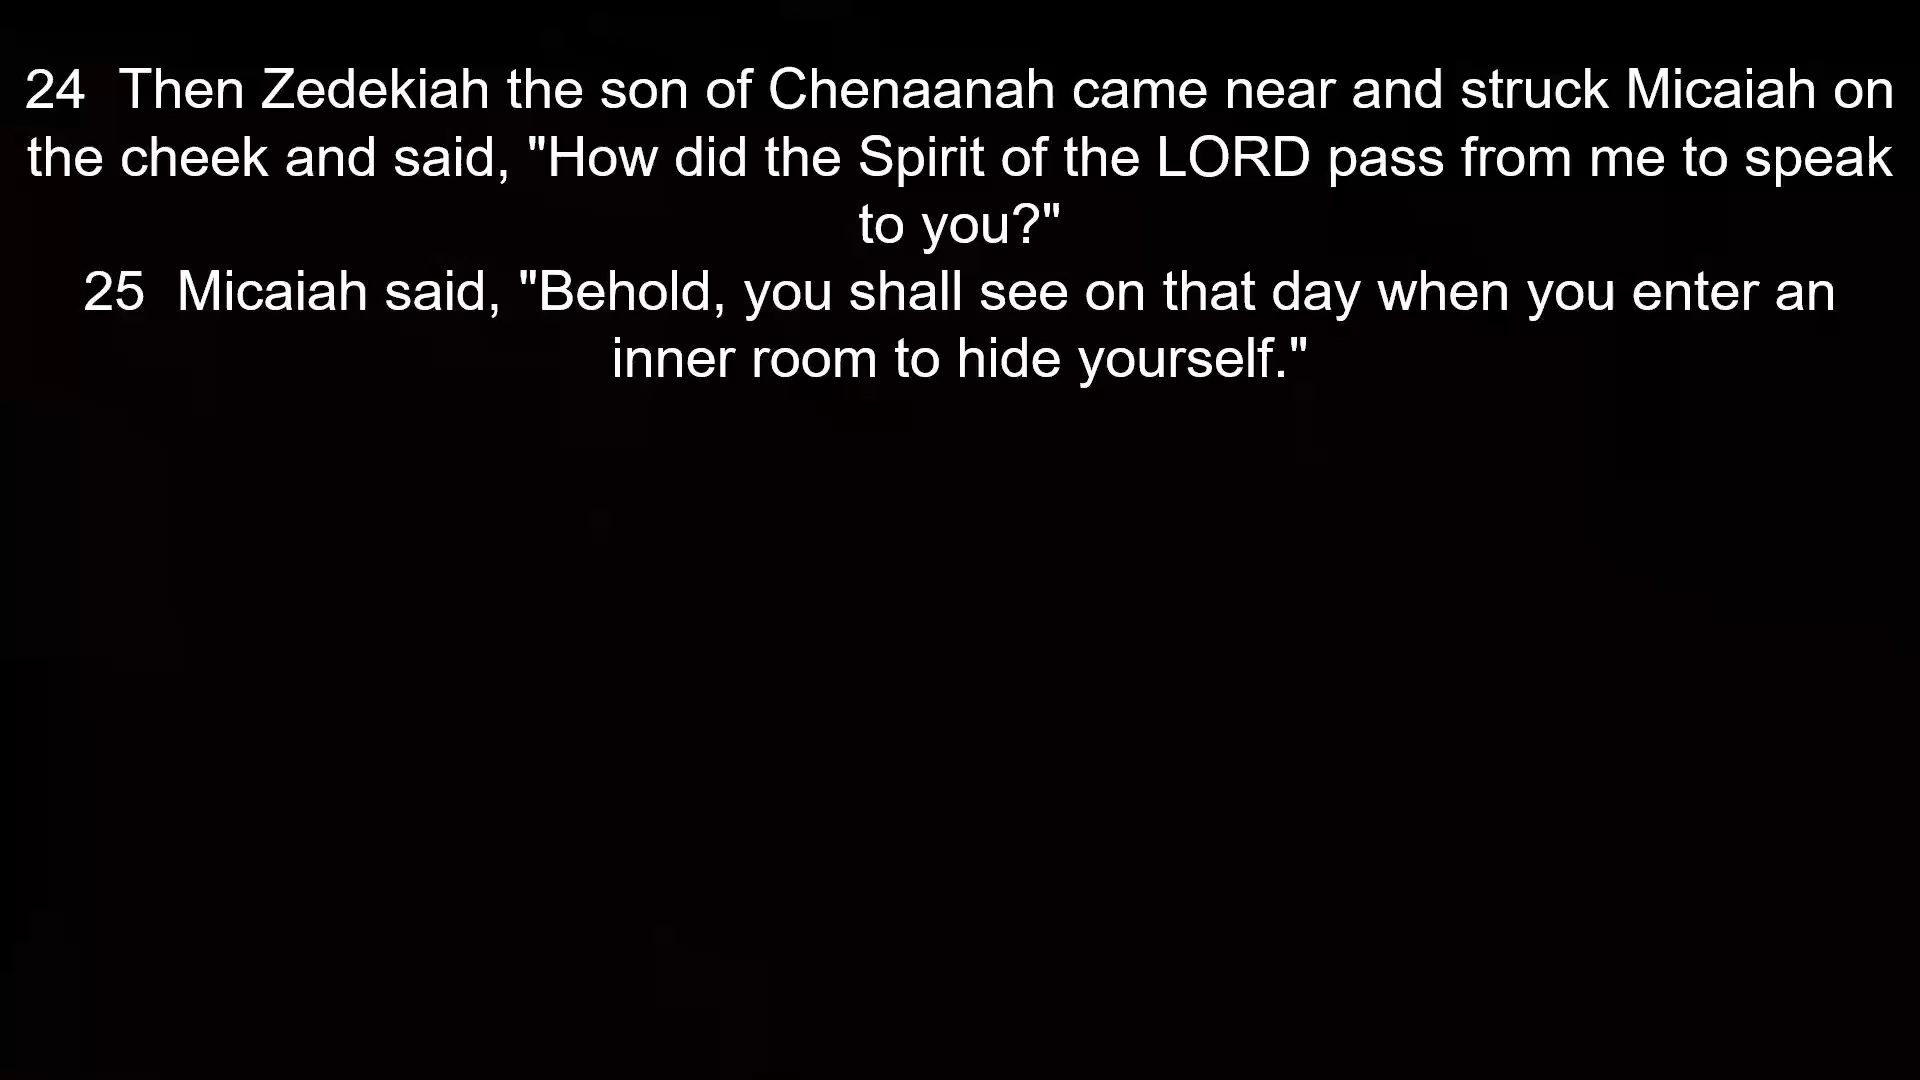 24  Then Zedekiah the son of Chenaanah came near and struck Micaiah on
the cheek and said, "How did the Spirit of the LORD pass from me to speak
to you?"
25  Micaiah said, "Behold, you shall see on that day when you enter an
inner room to hide yourself."